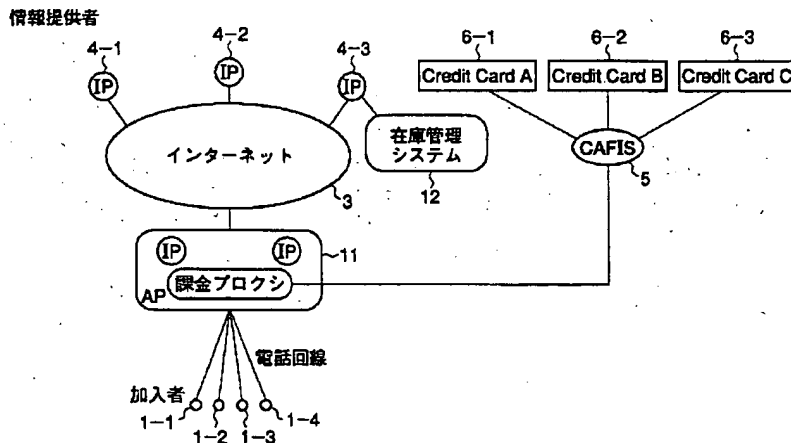 情報提供者
4-1
4-2
4-3
6-1
6-2
6-3
IP
IP
IP
Credit Card A
Credit Card B
Credit Card C
インターネット
在庫管理
システム
CAFIS
3
12
5
IP
IP
11
AP
課金プロクシ
電話回線
加入者
1-1
1-2
1-3
1-4